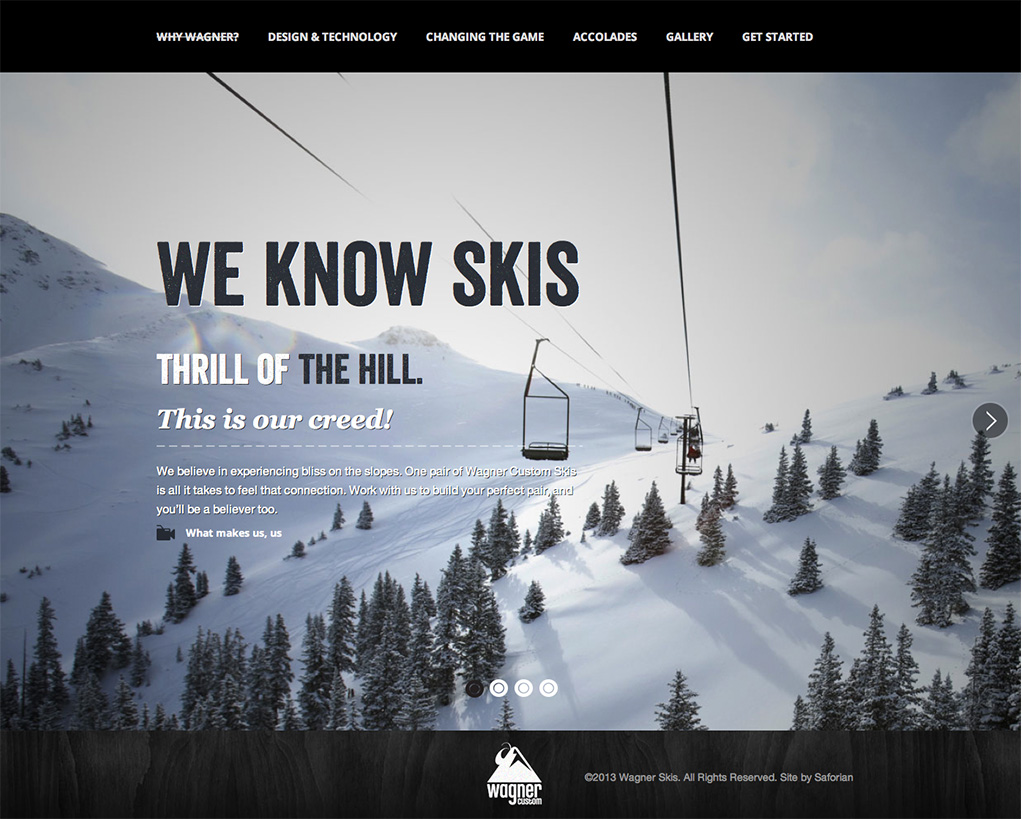 WHY WAGNER? DESIGN & TECHNOLOGY CHANGING THE GAME ACCOLADES GALLERY GET STARTED
WE KNOW SKIS
THRILL OF THE HILL.
This is our creed!
We believe in experiencing bliss on the slopes. One pair of Wagner Custom Skis
is all it takes to feel that connection. Work with us to build your perfect pair, and
you'll be a believer too.
What makes us, us
wagner
custom
©2013 Wagner Skis. All Rights Reserved. Site by Saforian